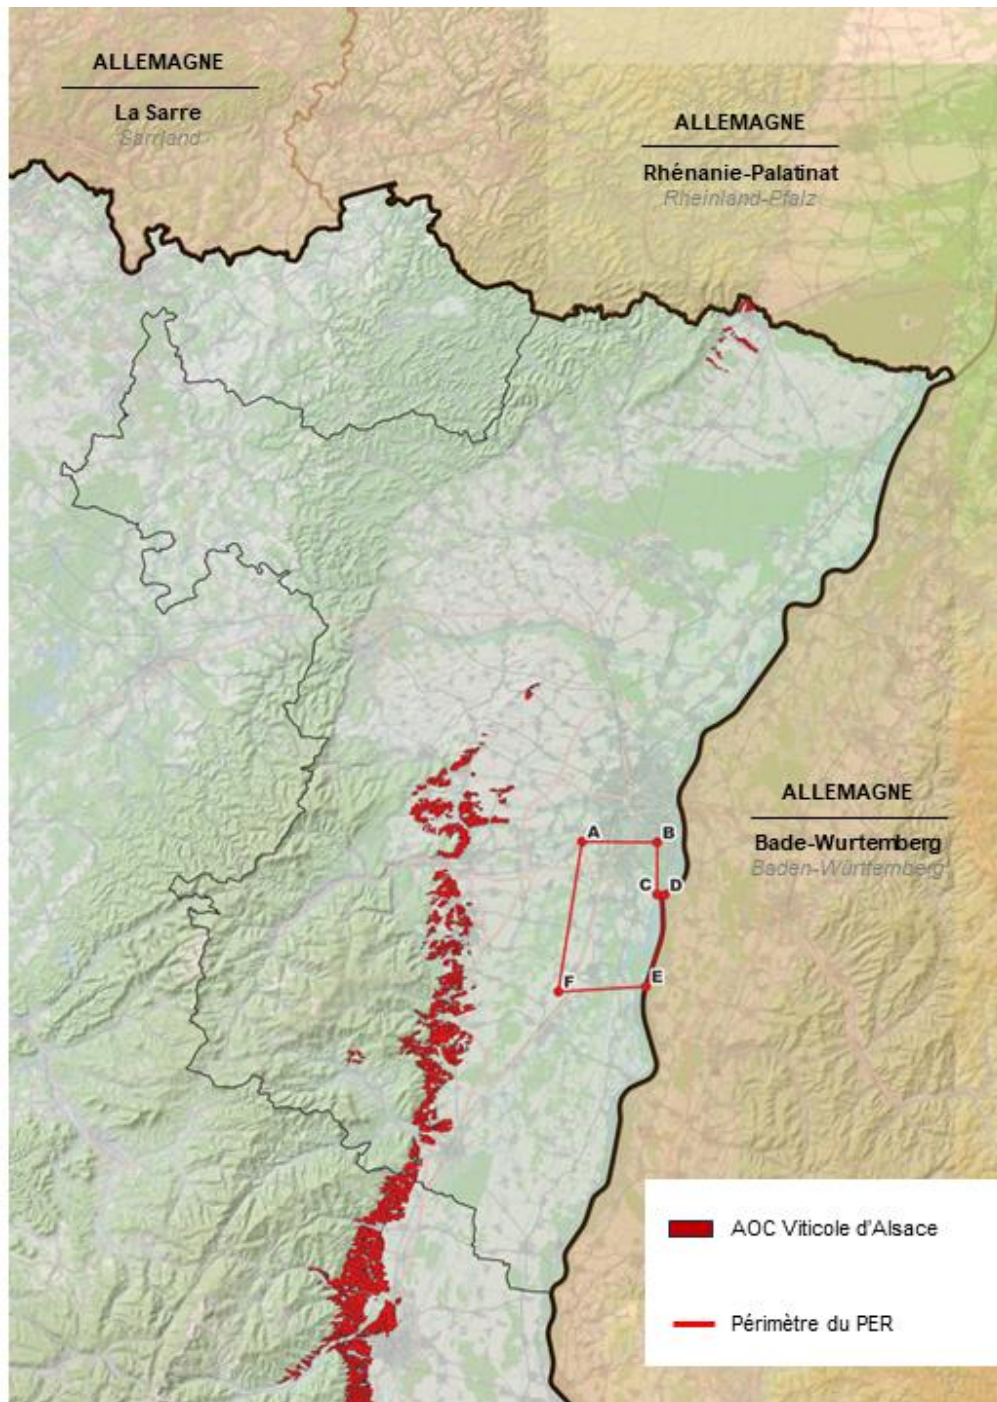 ALLEMAGNE
La Sarre
Sarrland
ALLEMAGNE
Rhénanie-Palatinat
Rheinland-Pfalz
ALLEMAGNE
Bade-Wurtemberg
Baden-Württemberg
A
B
C
D
E
F
AOC Viticole d'Alsace
Périmètre du PER